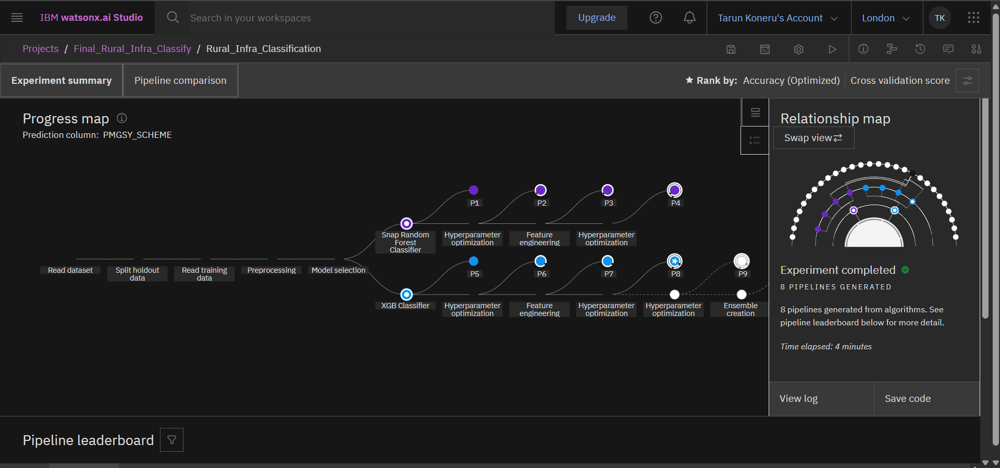 IBM watsonx.ai Studio
Search in your workspaces
Upgrade
Tarun Koneru's Account
London
TK
Projects / Final_Rural_Infra_Classify / Rural_Infra_Classification
Experiment summary
Pipeline comparison
Rank by: Accuracy (Optimized) | Cross validation score
Progress map
Prediction column: PMGSY_SCHEME
Relationship map
Swap view
P1
P2
P3
P4
Snap Random
Forest
Classifier
Hyperparameter
optimization
Feature
engineering
Hyperparameter
optimization
Read dataset
Split holdout
data
Read training
data
Preprocessing
Model selection
P5
P6
P7
P8
P9
XGB Classifier
Hyperparameter
optimization
Feature
engineering
Hyperparameter
optimization
Hyperparameter
optimization
Ensemble
creation
Experiment completed
8 PIPELINES GENERATED
8 pipelines generated from algorithms. See
pipeline leaderboard below for more detail.
Time elapsed: 4 minutes
View log
Save code
Pipeline leaderboard